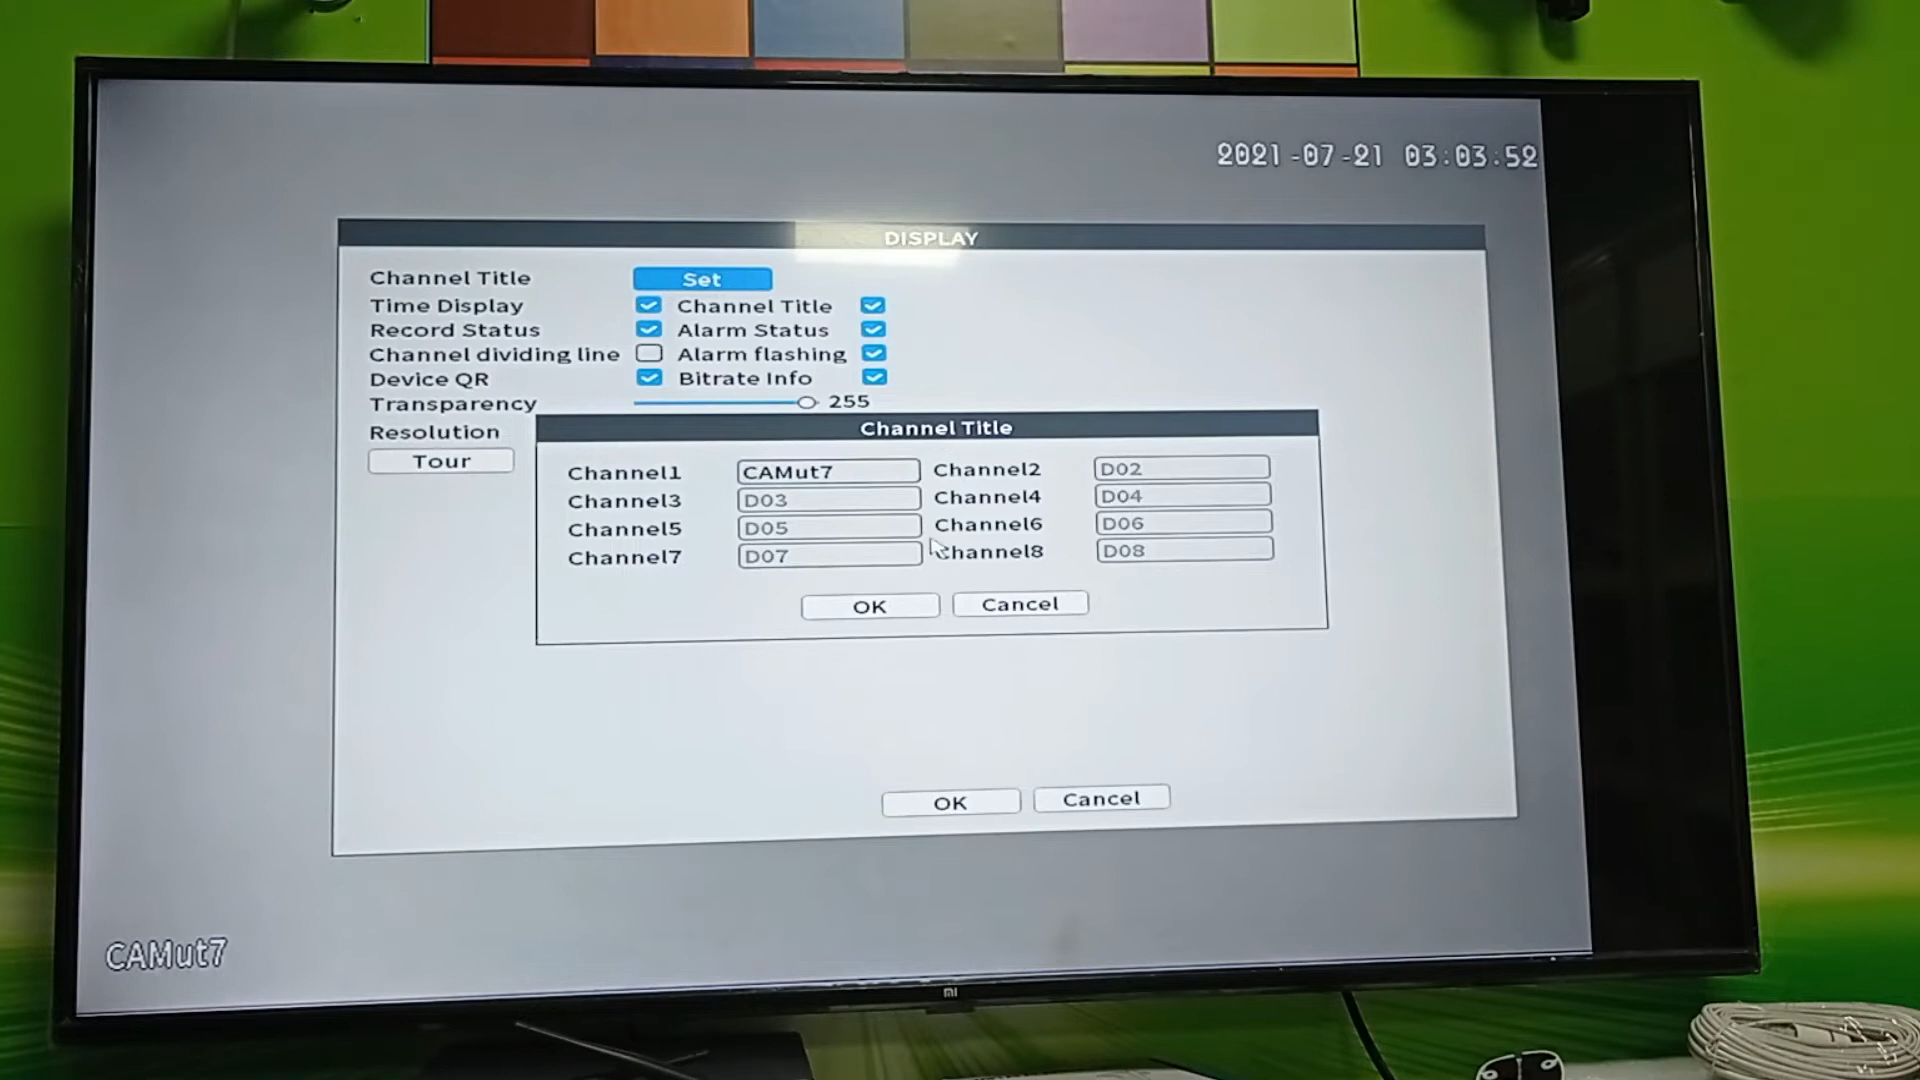 2021-07-21 03:03:52
DISPLAY
Channel Title Set
Time Display Channel Title
Record Status Alarm Status
Channel dividing line Alarm flashing
Device QR Bitrate Info
Transparency 255
Resolution
Tour
Channel Title
Channel1 CAMut7 Channel2 D02
Channel3 D03 Channel4 D04
Channel5 D05 Channel6 D06
Channel7 D07 Channel8 D08
OK Cancel
OK Cancel
CAMut7
mi